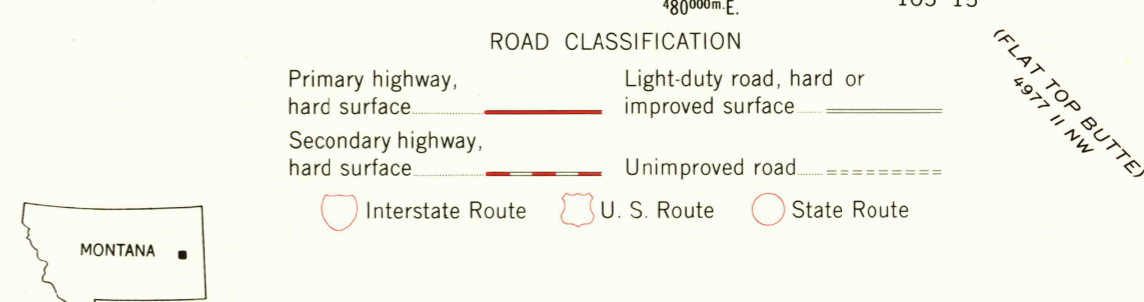 ⁴80⁰⁰⁰ᵐ·E.
ROAD CLASSIFICATION
Primary highway,
hard surface
Light-duty road, hard or
improved surface
Secondary highway,
hard surface
Unimproved road
Interstate Route
U. S. Route
State Route
MONTANA
(FLAT TOP BUTTE)
4977 II NW